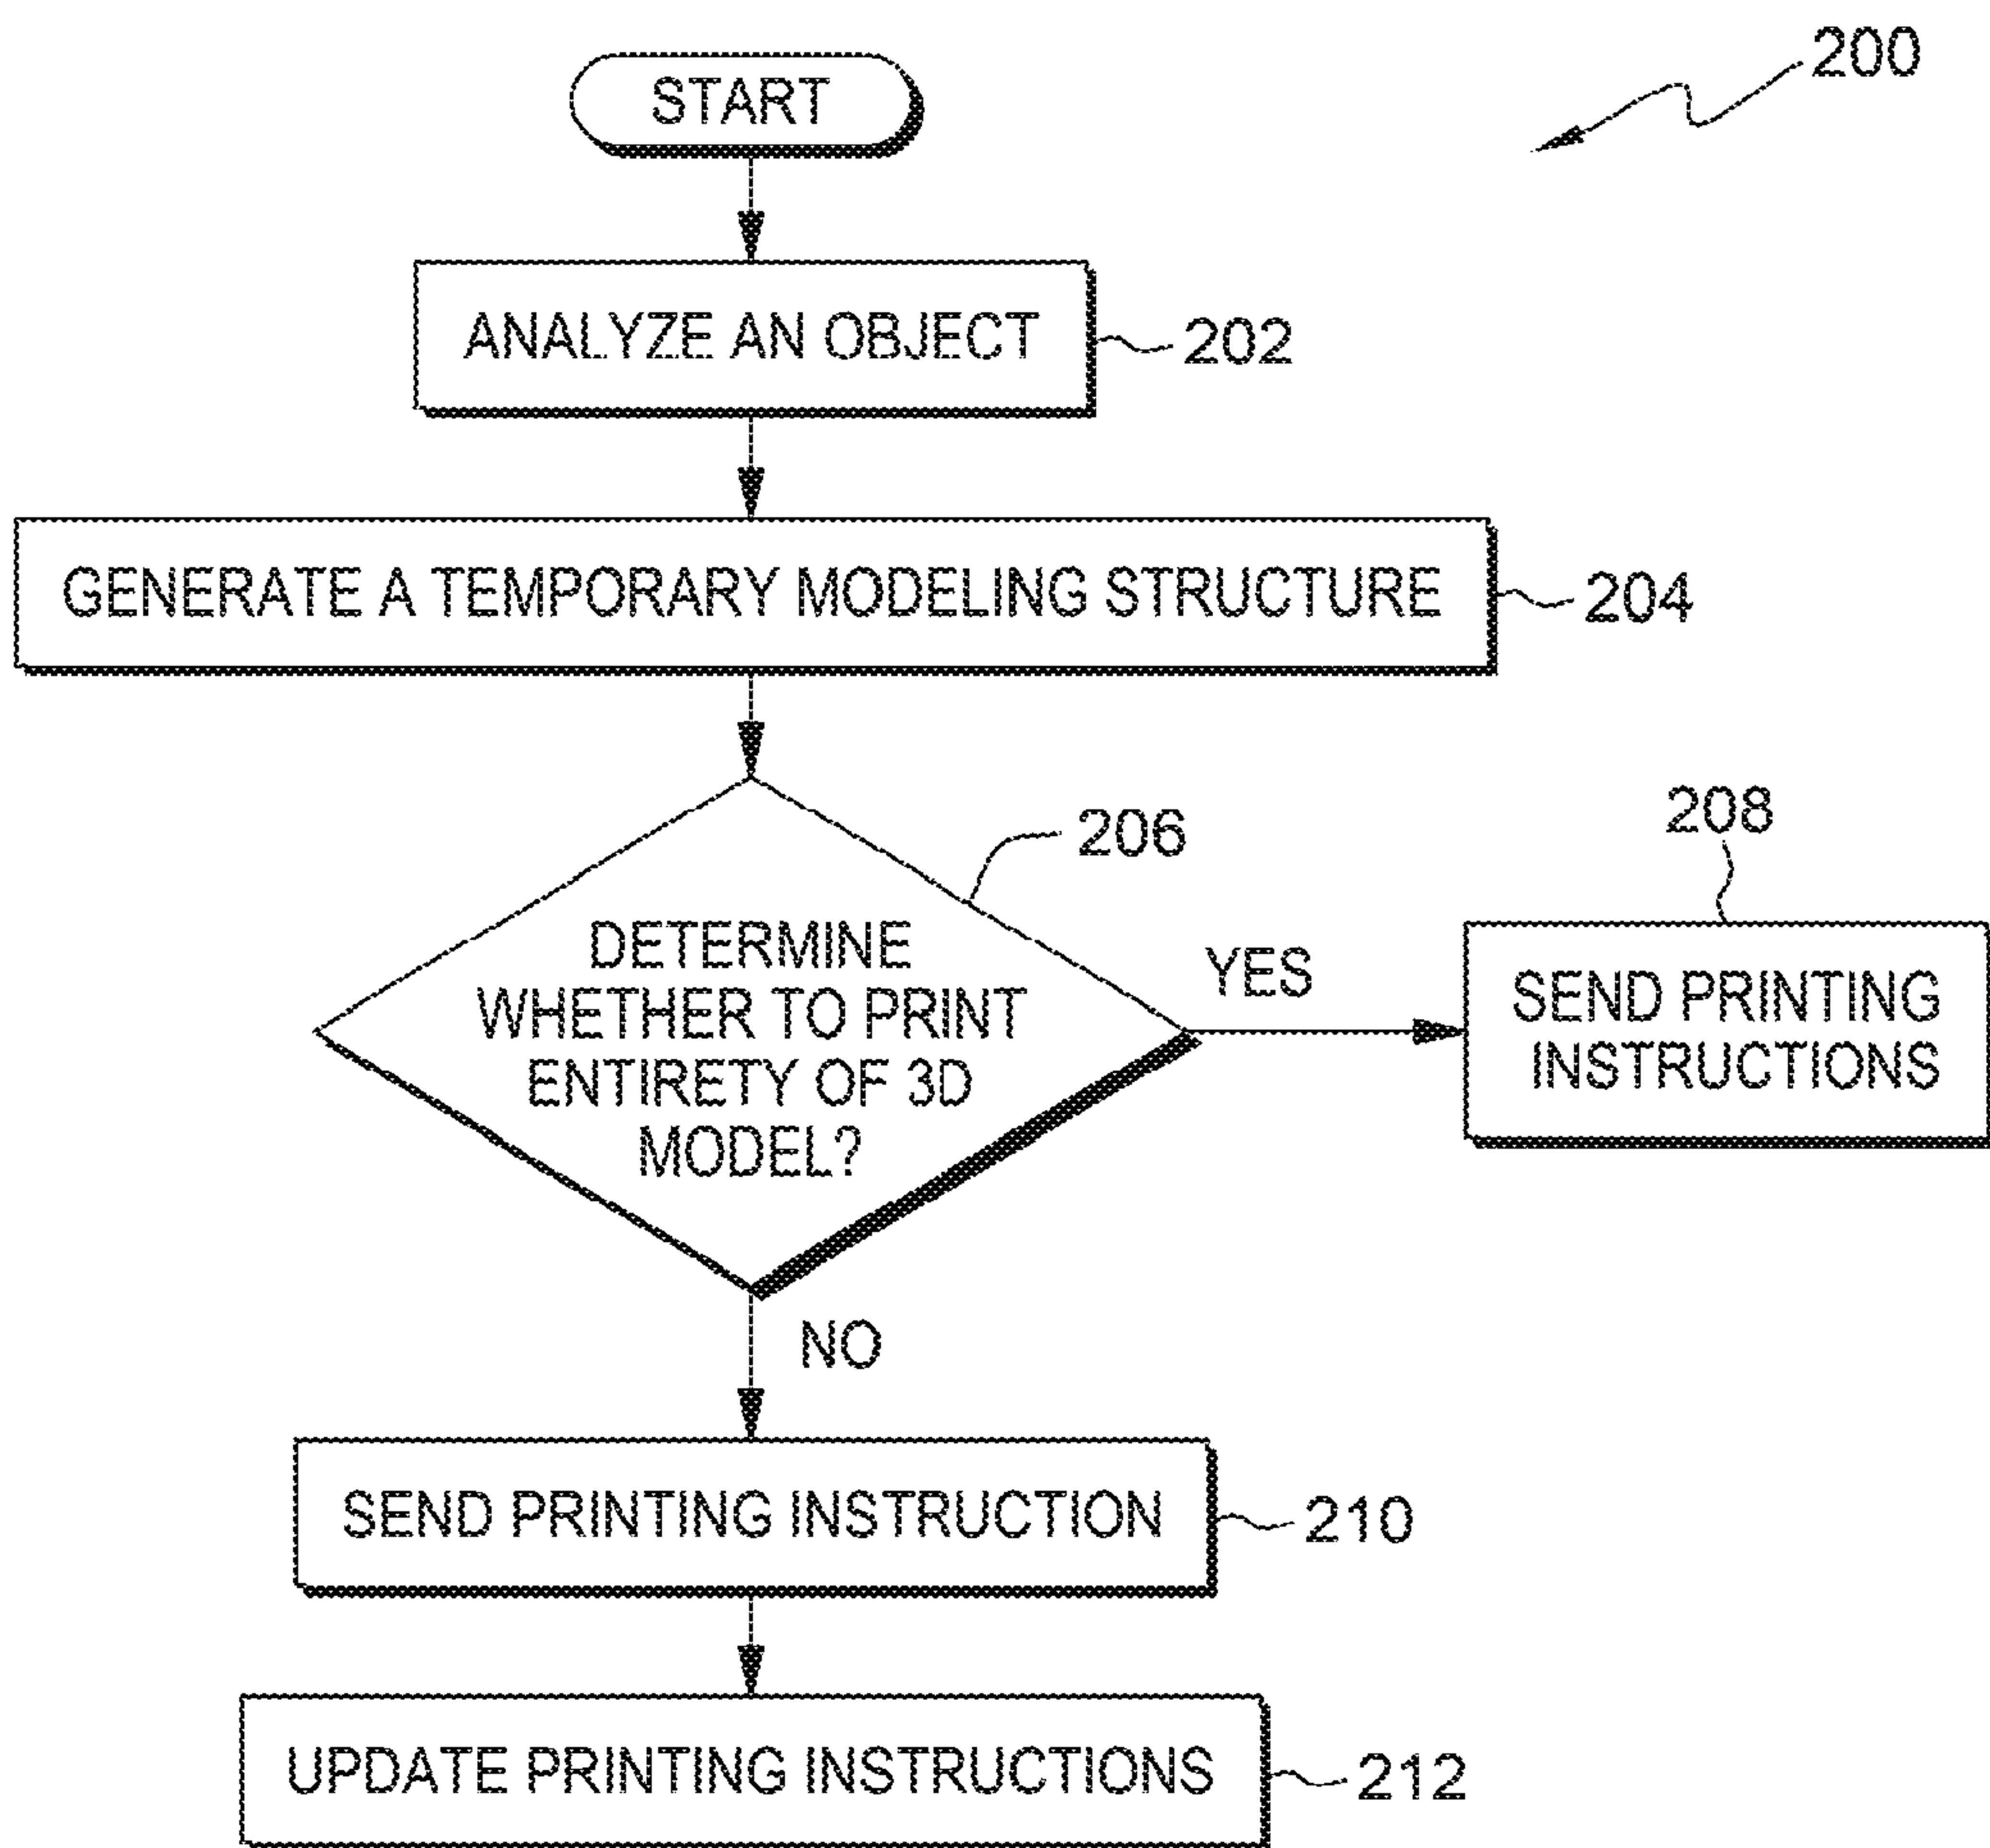 200
START
ANALYZE AN OBJECT
202
GENERATE A TEMPORARY MODELING STRUCTURE
204
206
DETERMINE
WHETHER TO PRINT
ENTIRETY OF 3D
MODEL?
YES
208
SEND PRINTING
INSTRUCTIONS
NO
SEND PRINTING INSTRUCTION
210
UPDATE PRINTING INSTRUCTIONS
212